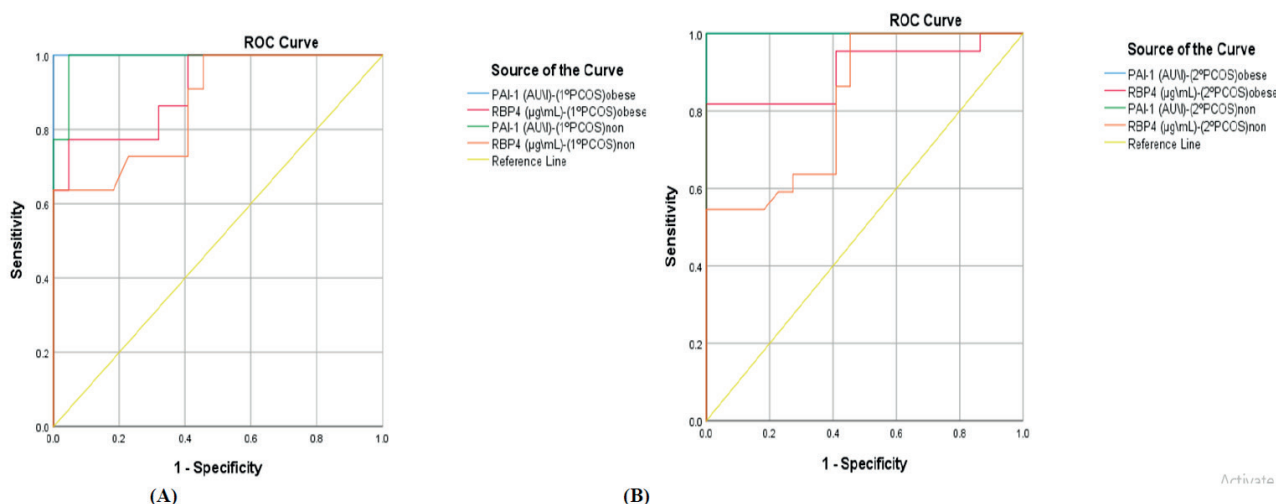 ROC Curve
1.0
0.8
0.6
0.4
0.2
0.0
Sensitivity
0.0 0.2 0.4 0.6 0.8 1.0
1 - Specificity
Source of the Curve
PAI-1 (AU\l)-(1ºPCOS)obese
RBP4 (µg\mL)-(1ºPCOS)obese
PAI-1 (AU\l)-(1ºPCOS)non
RBP4 (µg\mL)-(1ºPCOS)non
Reference Line
(A)
ROC Curve
1.0
0.8
0.6
0.4
0.2
0.0
Sensitivity
0.0 0.2 0.4 0.6 0.8 1.0
1 - Specificity
Source of the Curve
PAI-1 (AU\l)-(2ºPCOS)obese
RBP4 (µg\mL)-(2ºPCOS)obese
PAI-1 (AU\l)-(2ºPCOS)non
RBP4 (µg\mL)-(2ºPCOS)non
Reference Line
(B)
Activate